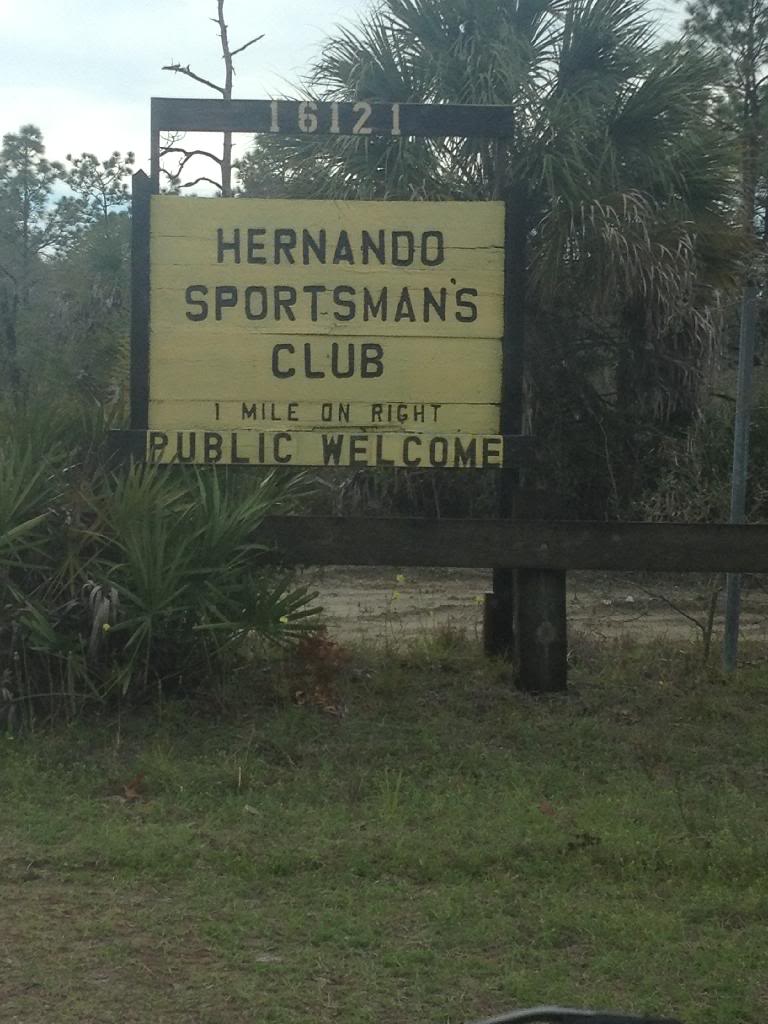 16121
HERNANDO
SPORTSMAN'S
CLUB
1 MILE ON RIGHT
PUBLIC WELCOME